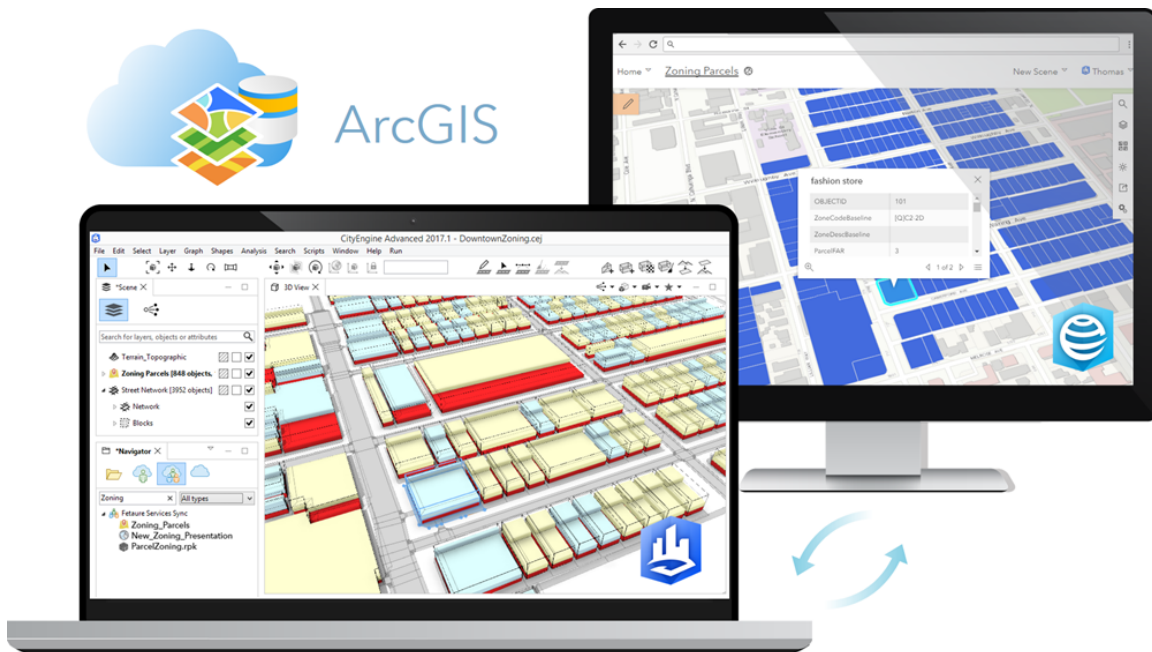 ArcGIS
Home
Zoning Parcels
New Scene
Thomas
fashion store
OBJECTID 101
ZoneCodeBaseline [Q]C2-2D
ZoneDescBaseline
ParcelFAR 3
1 of 2
CityEngine Advanced 2017.1 - DowntownZoning.cej
File Edit Select Layer Graph Shapes Analysis Search Scripts Window Help Run
*Scene
3D View
Search for layers, objects or attributes
Terrain_Topographic
Zoning Parcels [848 objects,
Street Network [3952 objects]
Network
Blocks
*Navigator
Zoning
All types
Fetaure Services Sync
Zoning_Parcels
New_Zoning_Presentation
ParcelZoning.rpk